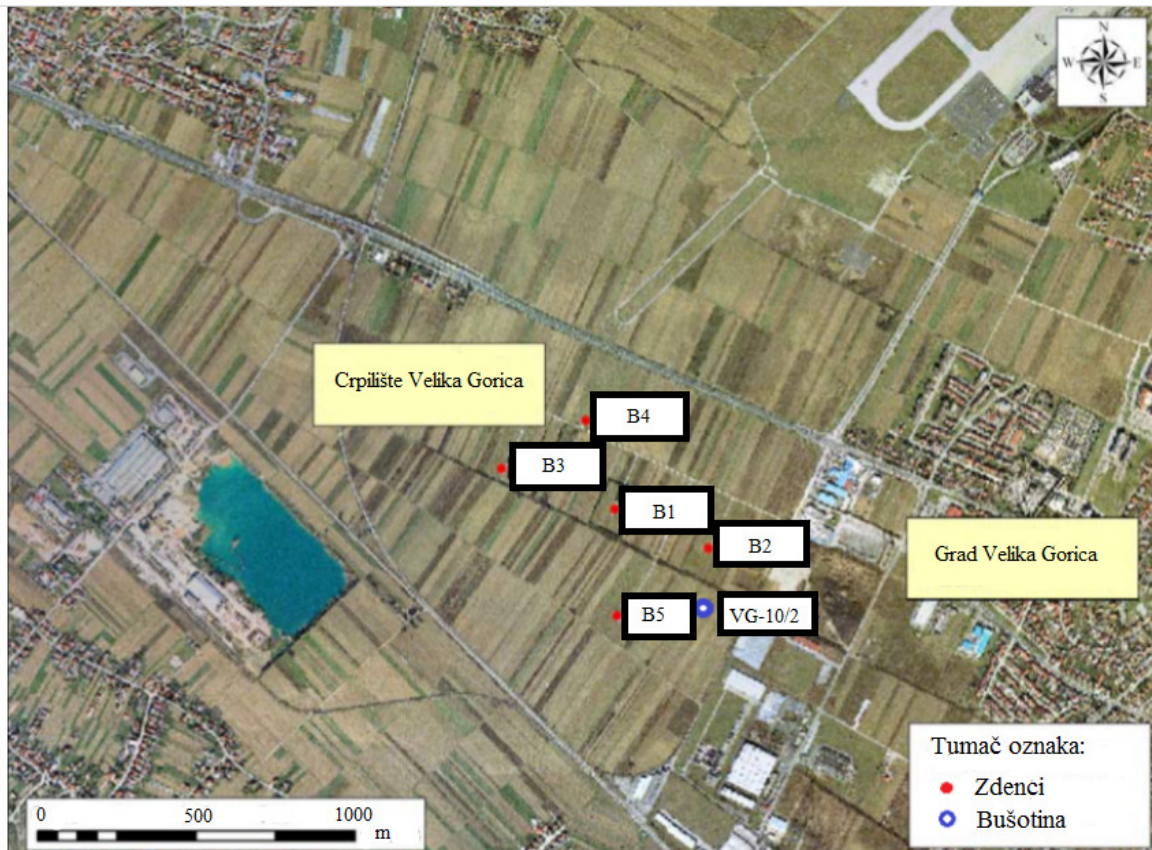 N
W E
S
Crpilište Velika Gorica
B4
B3
B1
B2
Grad Velika Gorica
B5
VG-10/2
Tumač oznaka:
Zdenci
Bušotina
0 500 1000
m